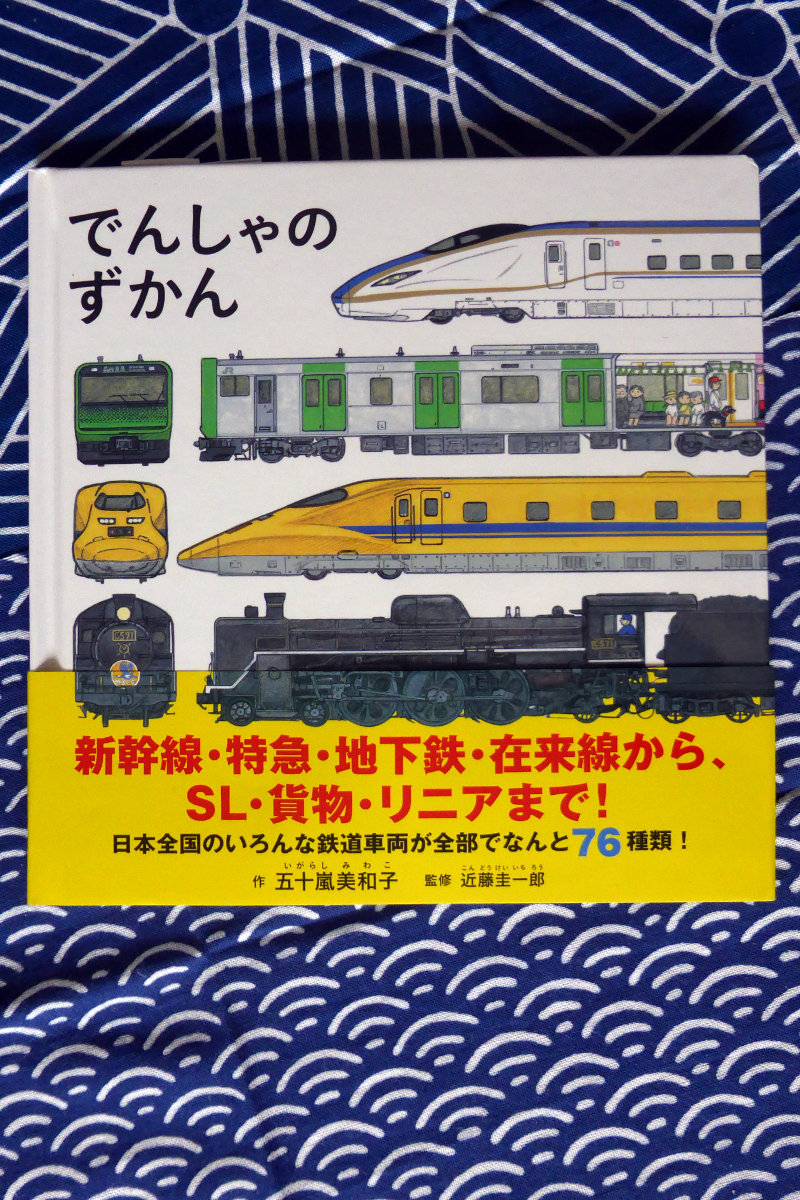 でんしゃの
ずかん
JR
C571
C571
新幹線・特急・地下鉄・在来線から、
SL・貨物・リニアまで!
日本全国のいろんな鉄道車両が全部でなんと76種類!
いがらし みわこ こんどうけいいちろう
作 五十嵐美和子 監修 近藤圭一郎